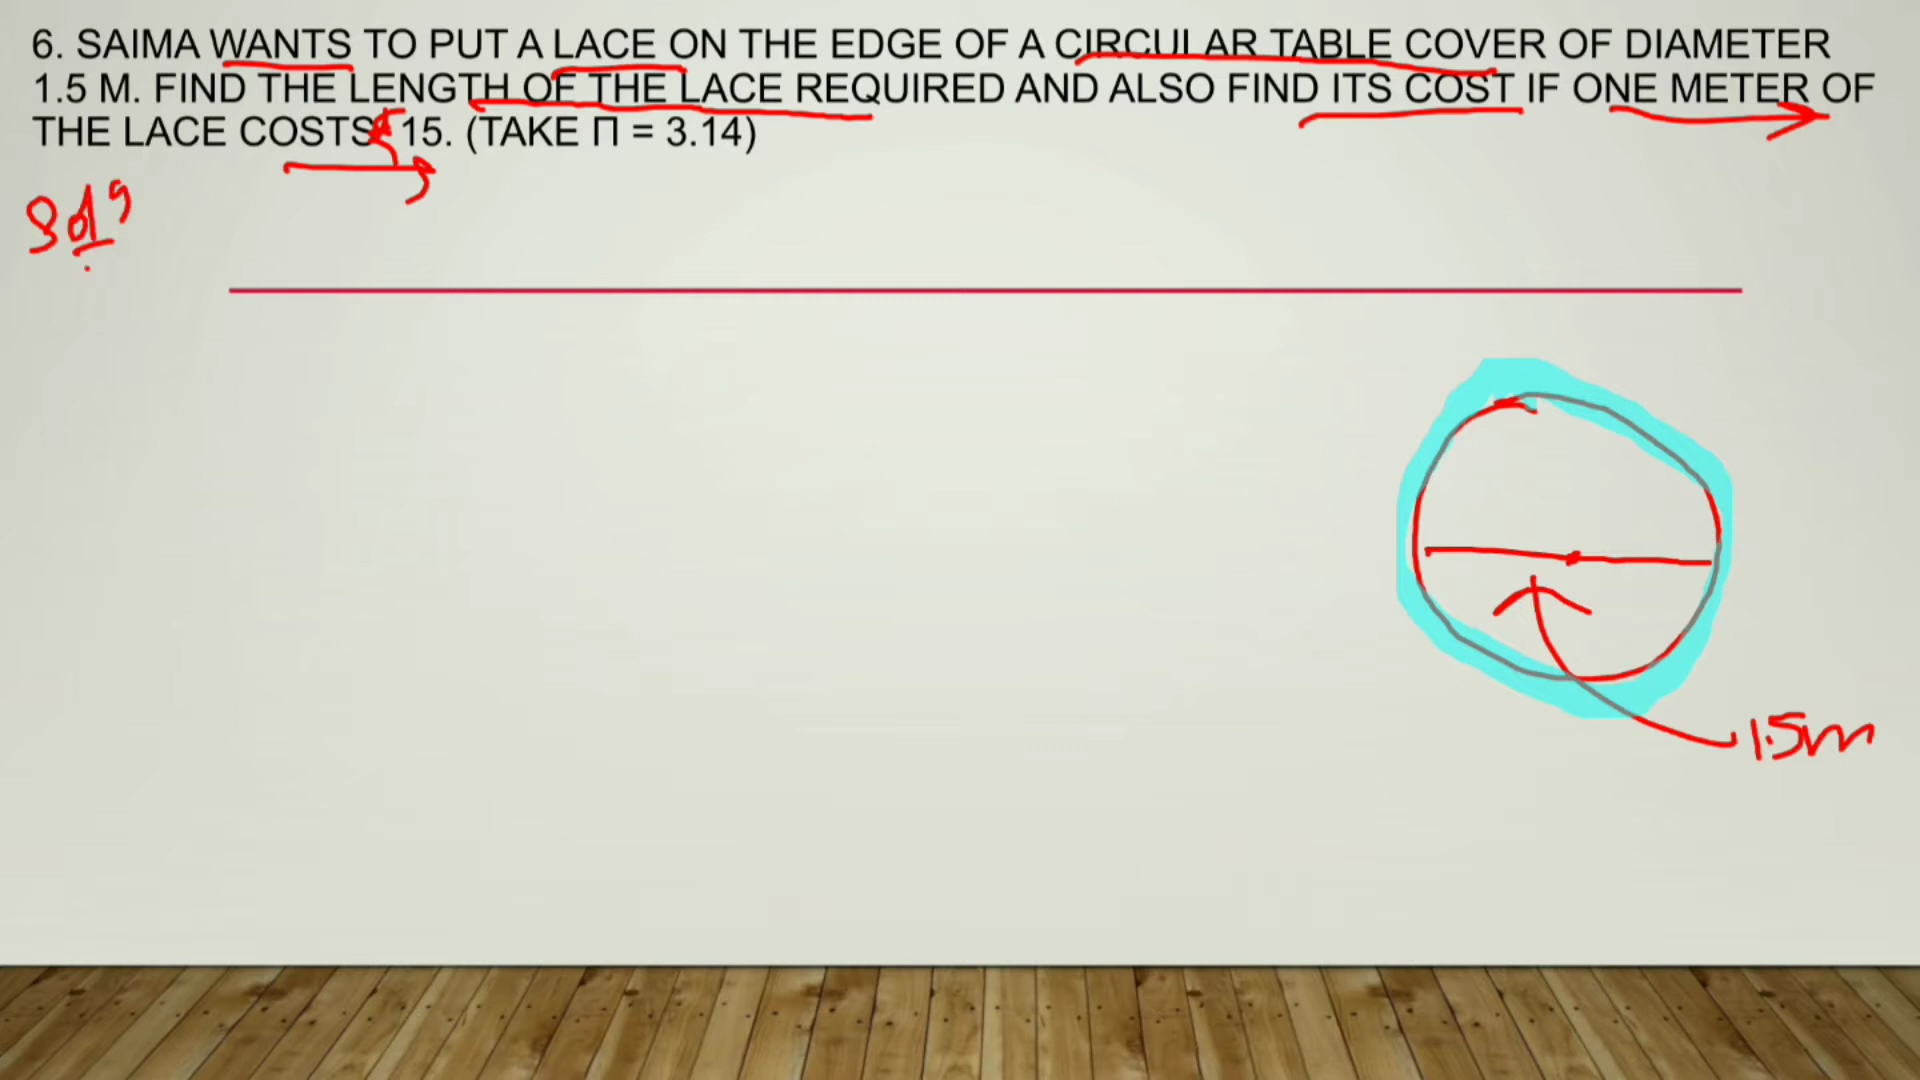 6. SAIMA WANTS TO PUT A LACE ON THE EDGE OF A CIRCULAR TABLE COVER OF DIAMETER
1.5 M. FIND THE LENGTH OF THE LACE REQUIRED AND ALSO FIND ITS COST IF ONE METER OF
THE LACE COSTS 15. (TAKE Π = 3.14)
Sol
1.5m